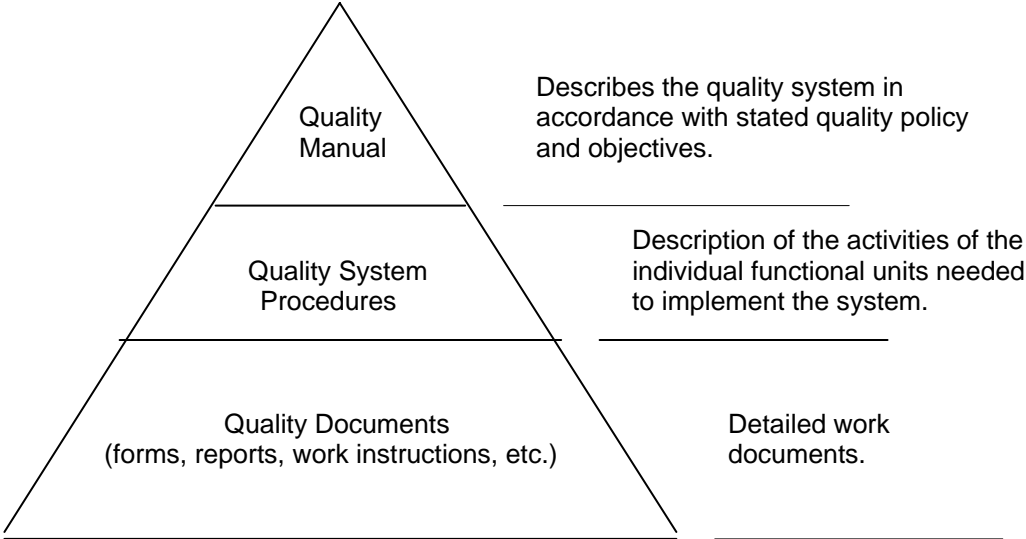 Quality
Manual
Describes the quality system in
accordance with stated quality policy
and objectives.
Quality System
Procedures
Description of the activities of the
individual functional units needed
to implement the system.
Quality Documents
(forms, reports, work instructions, etc.)
Detailed work
documents.